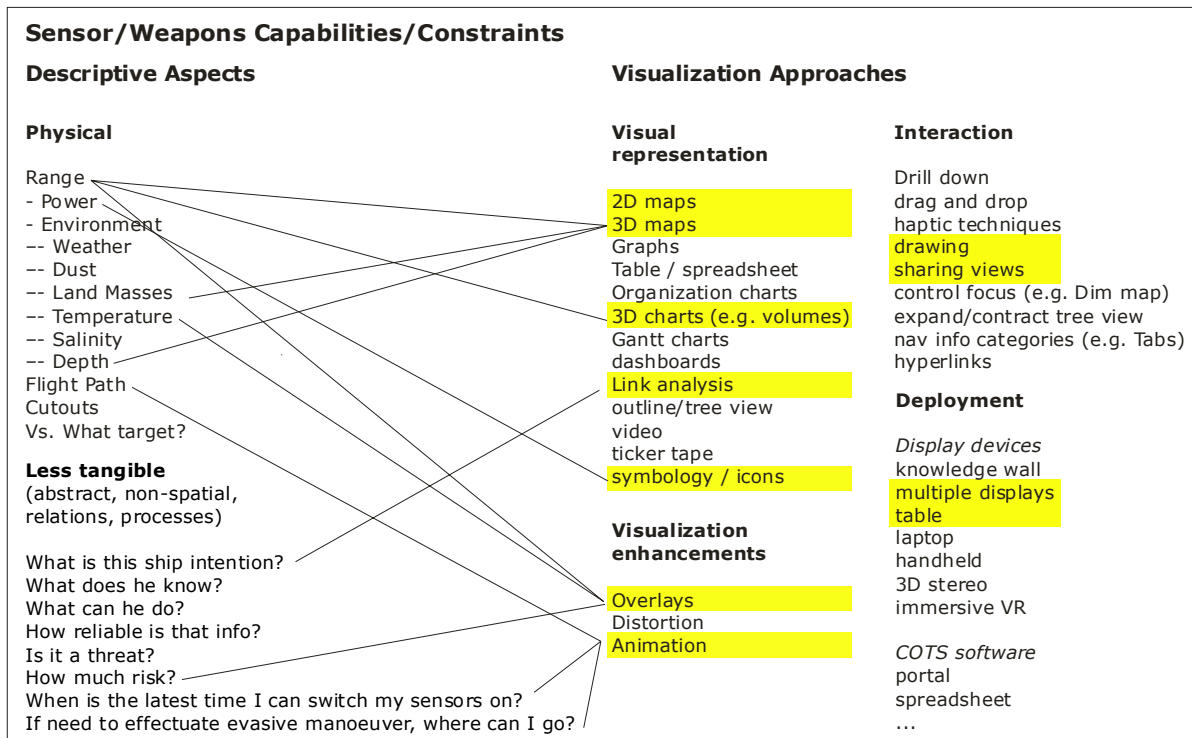 Sensor/Weapons Capabilities/Constraints
Descriptive Aspects
Physical
Range
- Power
- Environment
-- Weather
-- Dust
-- Land Masses
-- Temperature
-- Salinity
-- Depth
Flight Path
Cutouts
Vs. What target?
Less tangible
(abstract, non-spatial,
relations, processes)
What is this ship intention?
What does he know?
What can he do?
How reliable is that info?
Is it a threat?
How much risk?
When is the latest time I can switch my sensors on?
If need to effectuate evasive manoeuver, where can I go?
Visualization Approaches
Visual
representation
2D maps
3D maps
Graphs
Table / spreadsheet
Organization charts
3D charts (e.g. volumes)
Gantt charts
dashboards
Link analysis
outline/tree view
video
ticker tape
symbology / icons
Visualization
enhancements
Overlays
Distortion
Animation
Interaction
Drill down
drag and drop
haptic techniques
drawing
sharing views
control focus (e.g. Dim map)
expand/contract tree view
nav info categories (e.g. Tabs)
hyperlinks
Deployment
Display devices
knowledge wall
multiple displays
table
laptop
handheld
3D stereo
immersive VR
COTS software
portal
spreadsheet
...